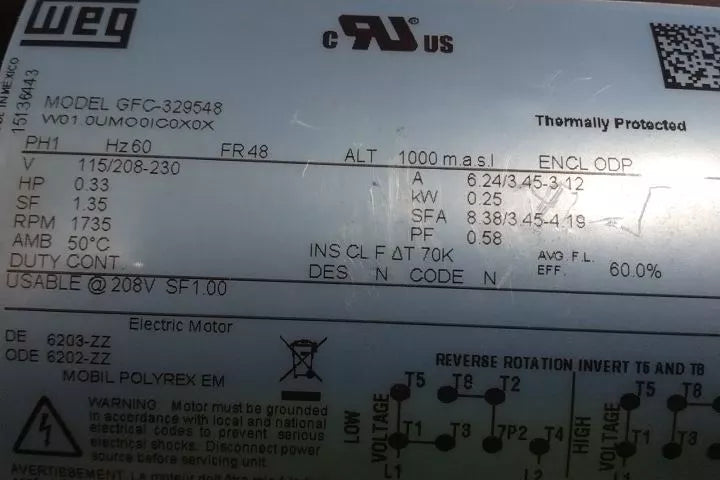 WEG
c RU US
MADE IN MEXICO
15136443
MODEL GFC-329548
W01.0UMO0IC0X0X
Thermally Protected
PH1 Hz 60 FR 48 ALT 1000 m.a.s.l ENCL ODP
V 115/208-230 A 6.24/3.45-3.12
HP 0.33 kW 0.25
SF 1.35 SFA 8.38/3.45-4.19
RPM 1735 PF 0.58
AMB 50°C INS CL F ΔT 70K AVG. F.L.
DUTY CONT. DES N CODE N EFF. 60.0%
USABLE @ 208V SF1.00
Electric Motor
DE 6203-ZZ
ODE 6202-ZZ
MOBIL POLYREX EM
REVERSE ROTATION INVERT T5 AND T8
WARNING Motor must be grounded
in accordance with local and national
electrical codes to prevent serious
electrical shocks. Disconnect power
source before servicing unit.
LOW VOLTAGE
T5 T8 T2
T1 T3 7P2 T4
L1 L2
HIGH VOLTAGE
T5 T8
T1 T3
L1